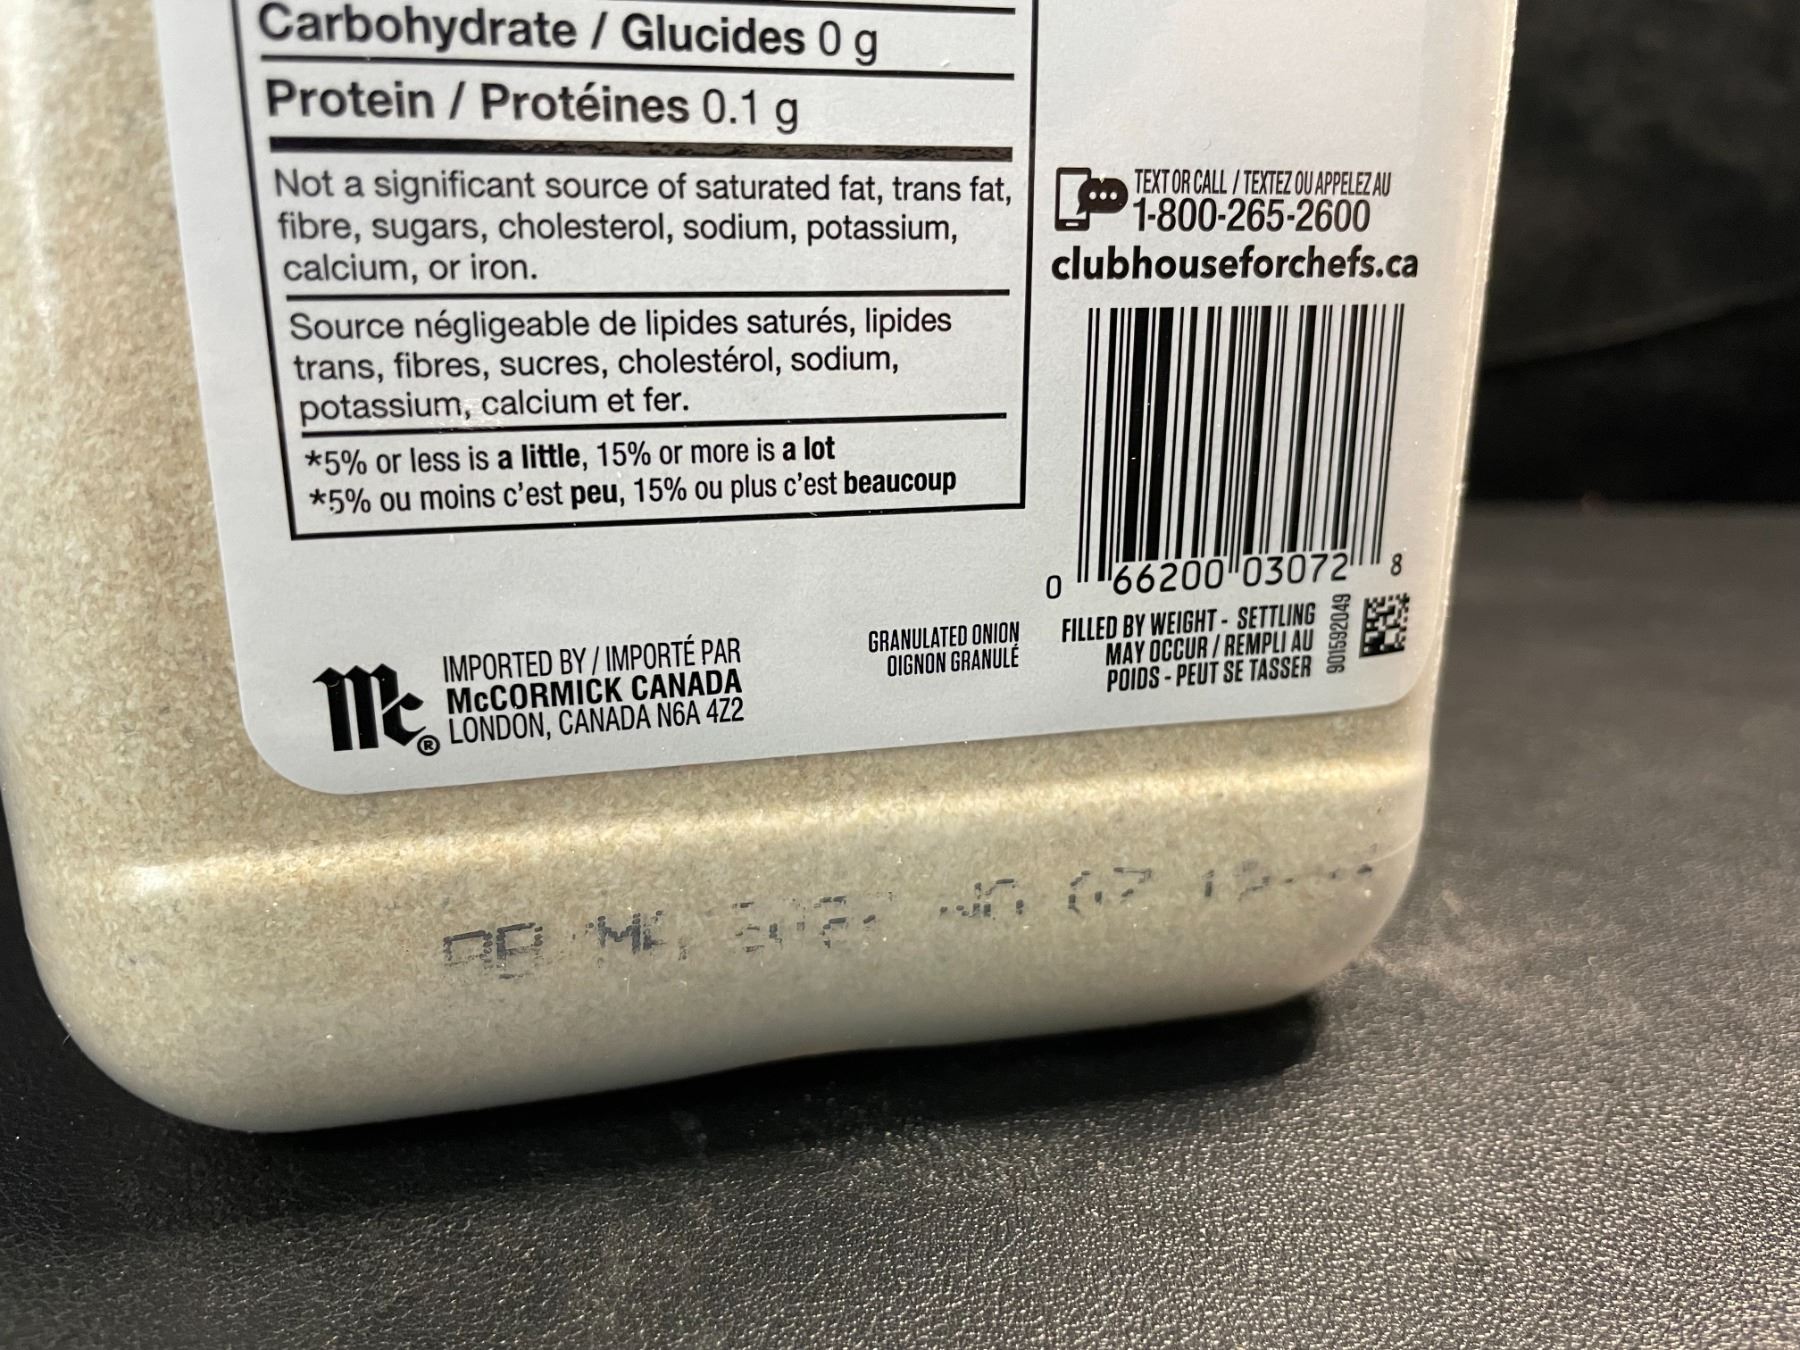 Carbohydrate / Glucides 0 g
Protein / Protéines 0.1 g
Not a significant source of saturated fat, trans fat,
fibre, sugars, cholesterol, sodium, potassium,
calcium, or iron.
Source négligeable de lipides saturés, lipides
trans, fibres, sucres, cholestérol, sodium,
potassium, calcium et fer.
*5% or less is a little, 15% or more is a lot
*5% ou moins c'est peu, 15% ou plus c'est beaucoup
TEXT OR CALL / TEXTEZ OU APPELEZ AU
1-800-265-2600
clubhouseforchefs.ca
0 66200 03072 8
Mc®
IMPORTED BY / IMPORTÉ PAR
McCORMICK CANADA
LONDON, CANADA N6A 4Z2
GRANULATED ONION
OIGNON GRANULÉ
FILLED BY WEIGHT - SETTLING
MAY OCCUR / REMPLI AU
POIDS - PEUT SE TASSER
901592049